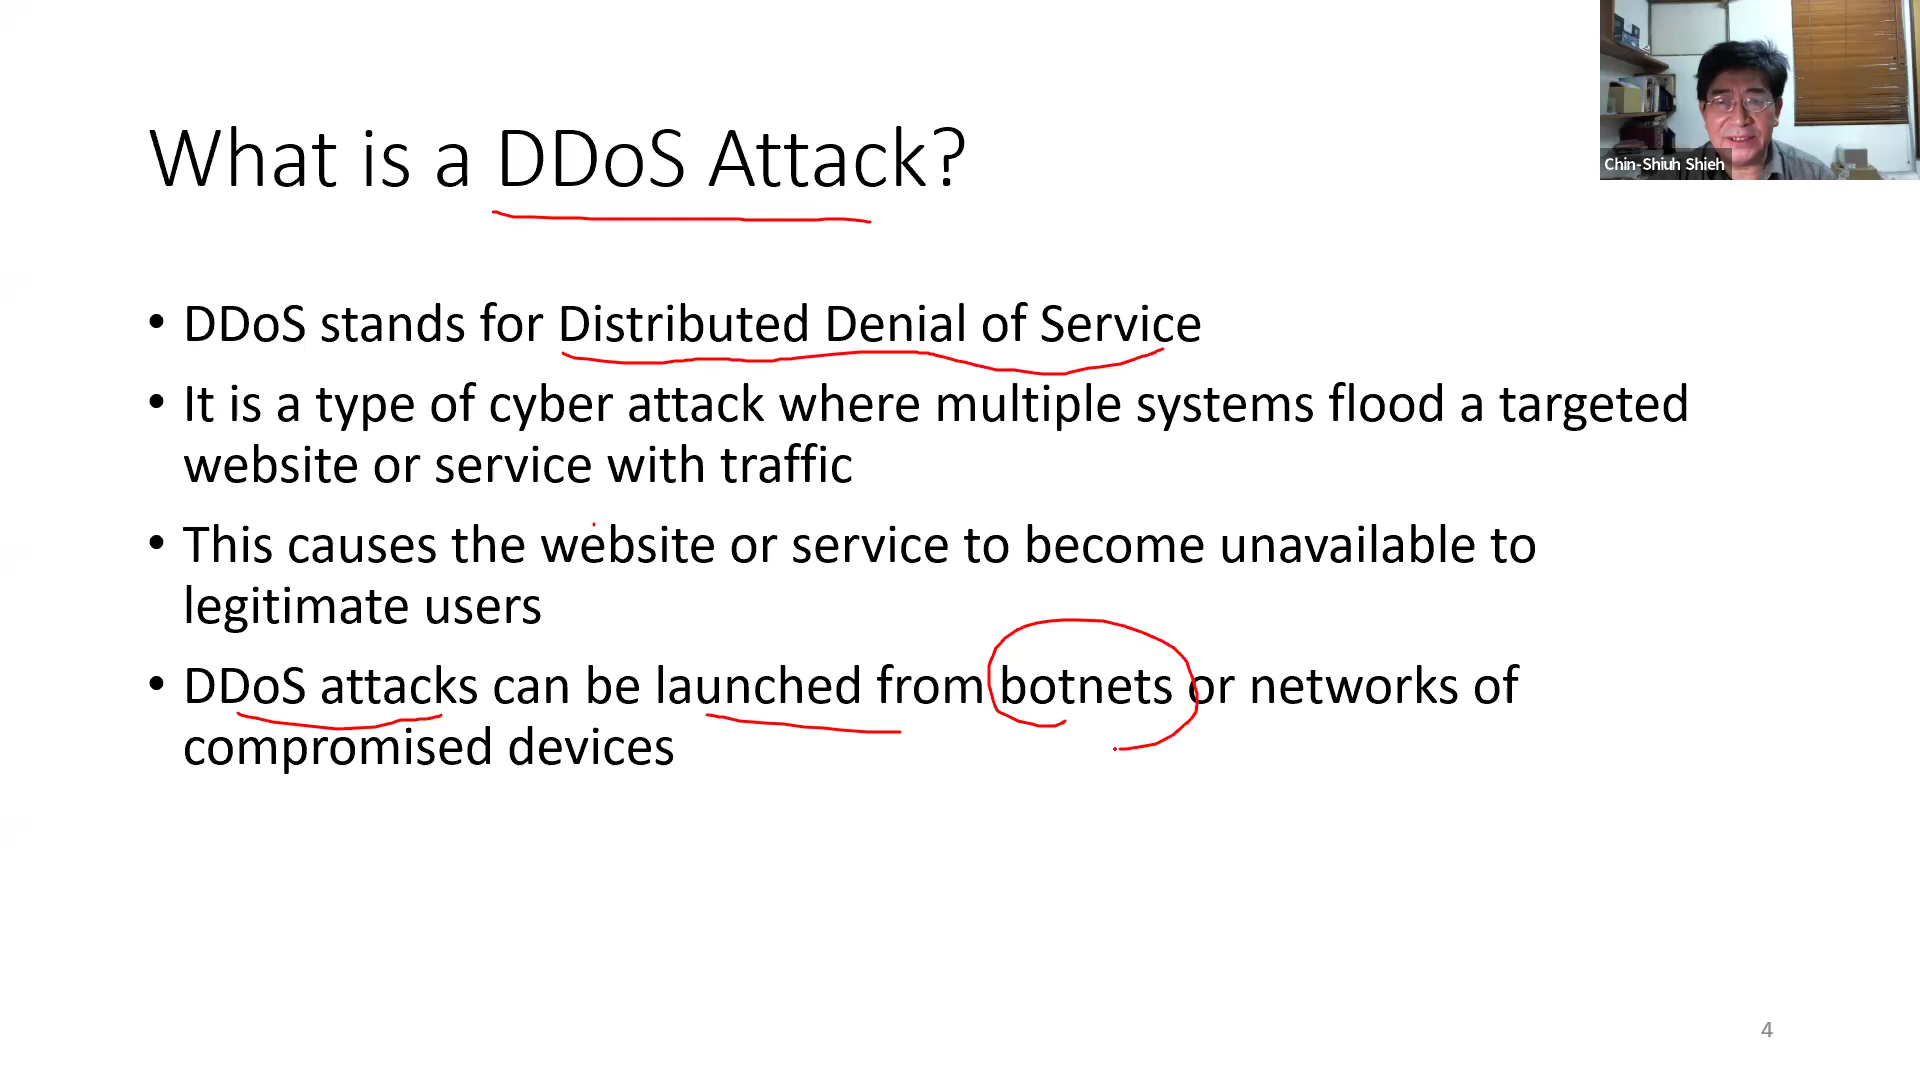 Chin-Shiuh Shieh
What is a DDoS Attack?
• DDoS stands for Distributed Denial of Service
• It is a type of cyber attack where multiple systems flood a targeted
website or service with traffic
• This causes the website or service to become unavailable to
legitimate users
• DDoS attacks can be launched from botnets or networks of
compromised devices
4